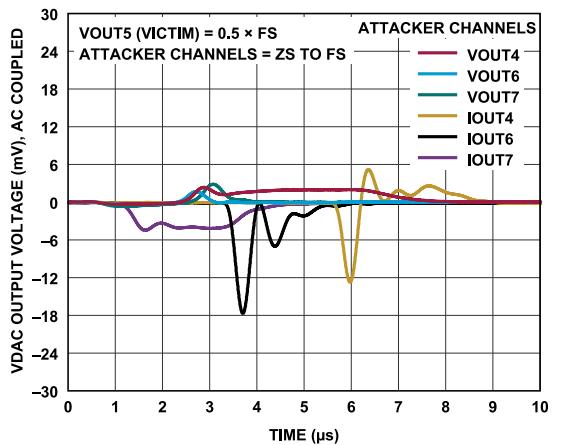 VOUT5 (VICTIM) = 0.5 × FS
ATTACKER CHANNELS = ZS TO FS
ATTACKER CHANNELS
VOUT4
VOUT6
VOUT7
IOUT4
IOUT6
IOUT7
VDAC OUTPUT VOLTAGE (mV), AC COUPLED
30
24
18
12
6
0
–6
–12
–18
–24
–30
0 1 2 3 4 5 6 7 8 9 10
TIME (μs)